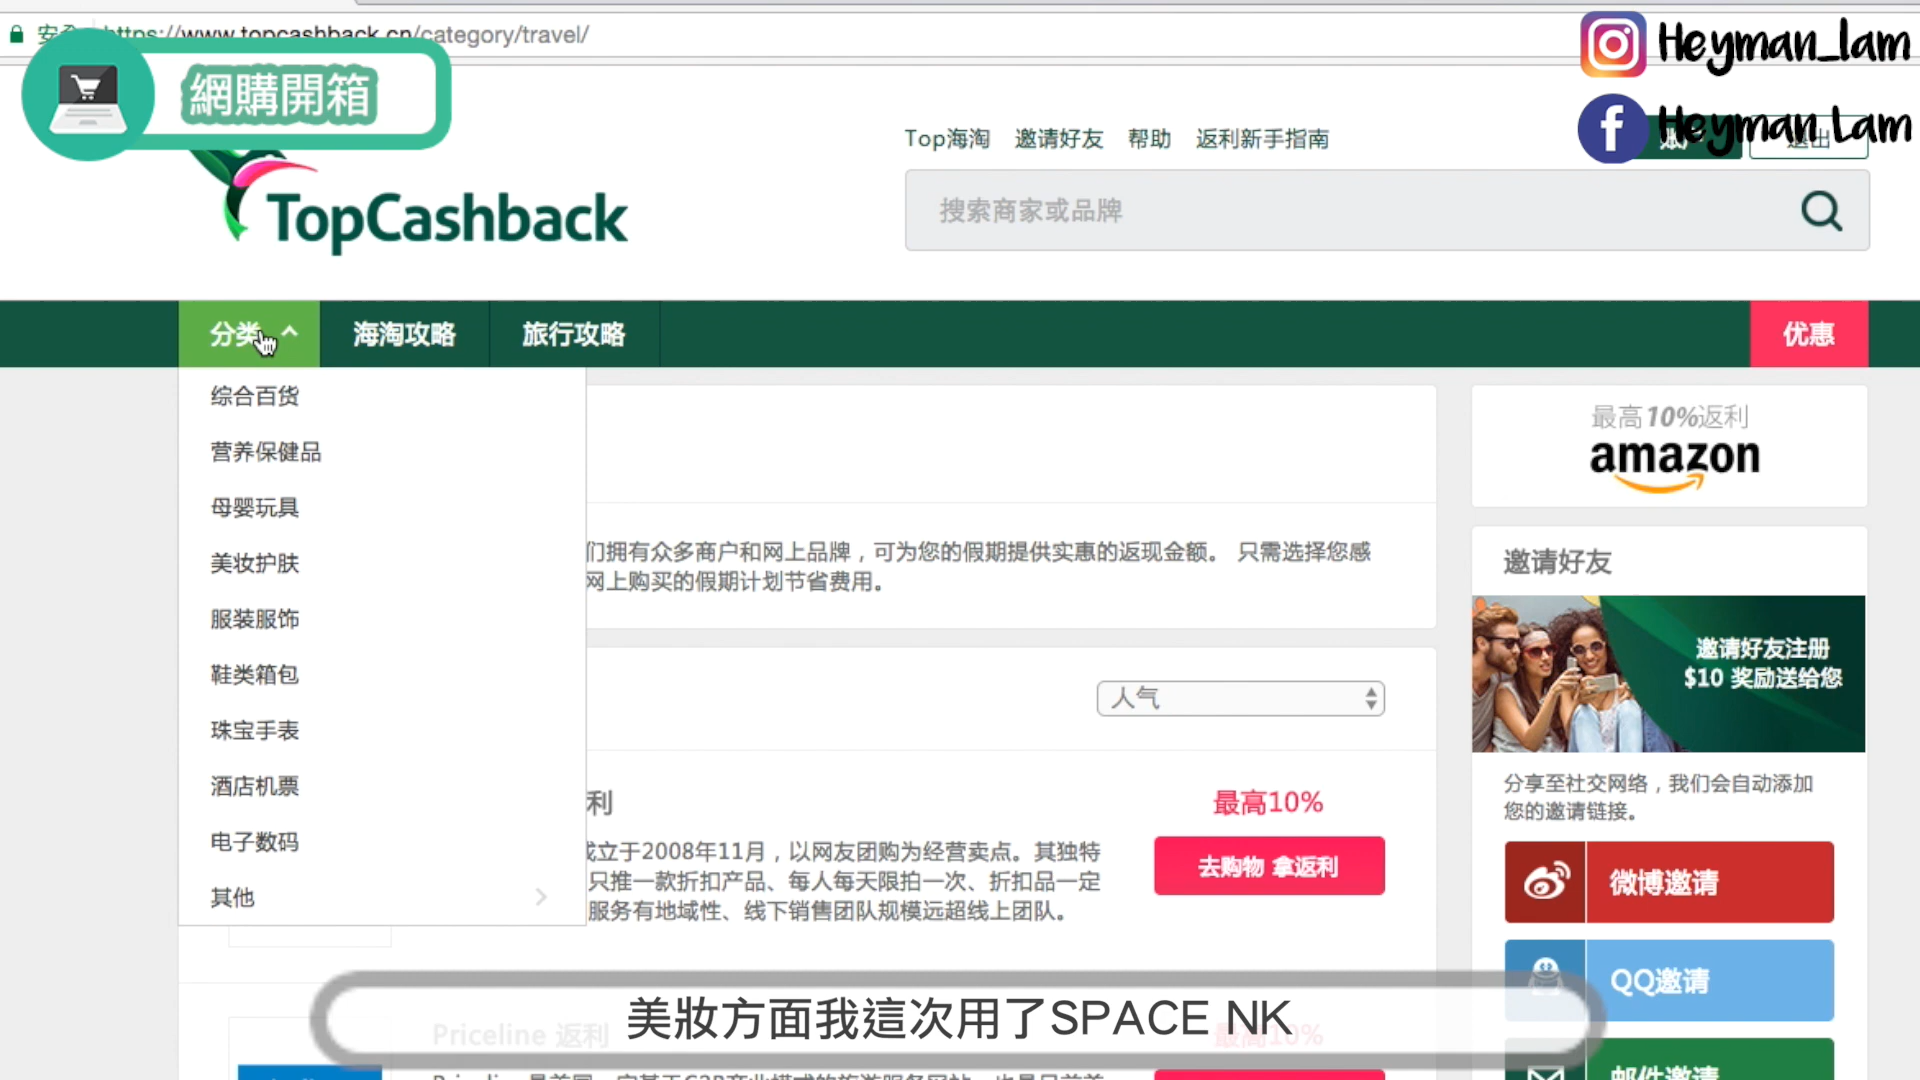 https://www.topcashback.cn/category/travel/
Heyman_lam
網購開箱
Heyman Lam
Top海淘 邀请好友 帮助 返利新手指南
退出
TopCashback
搜索商家或品牌
分类 海淘攻略 旅行攻略 优惠
综合百货
营养保健品
母婴玩具
美妆护肤
服装服饰
鞋类箱包
珠宝手表
酒店机票
电子数码
其他
们拥有众多商户和网上品牌，可为您的假期提供实惠的返现金额。 只需选择您感
网上购买的假期计划节省费用。
人气
利
最高10%
成立于2008年11月，以网友团购为经营卖点。其独特
只推一款折扣产品、每人每天限拍一次、折扣品一定
服务有地域性、线下销售团队规模远超线上团队。
去购物 拿返利
最高10%返利
amazon
邀请好友
邀请好友注册
$10 奖励送给您
分享至社交网络，我们会自动添加
您的邀请链接。
微博邀请
QQ邀请
邮件邀请
Priceline 返利
最高10%
美妝方面我這次用了SPACE NK